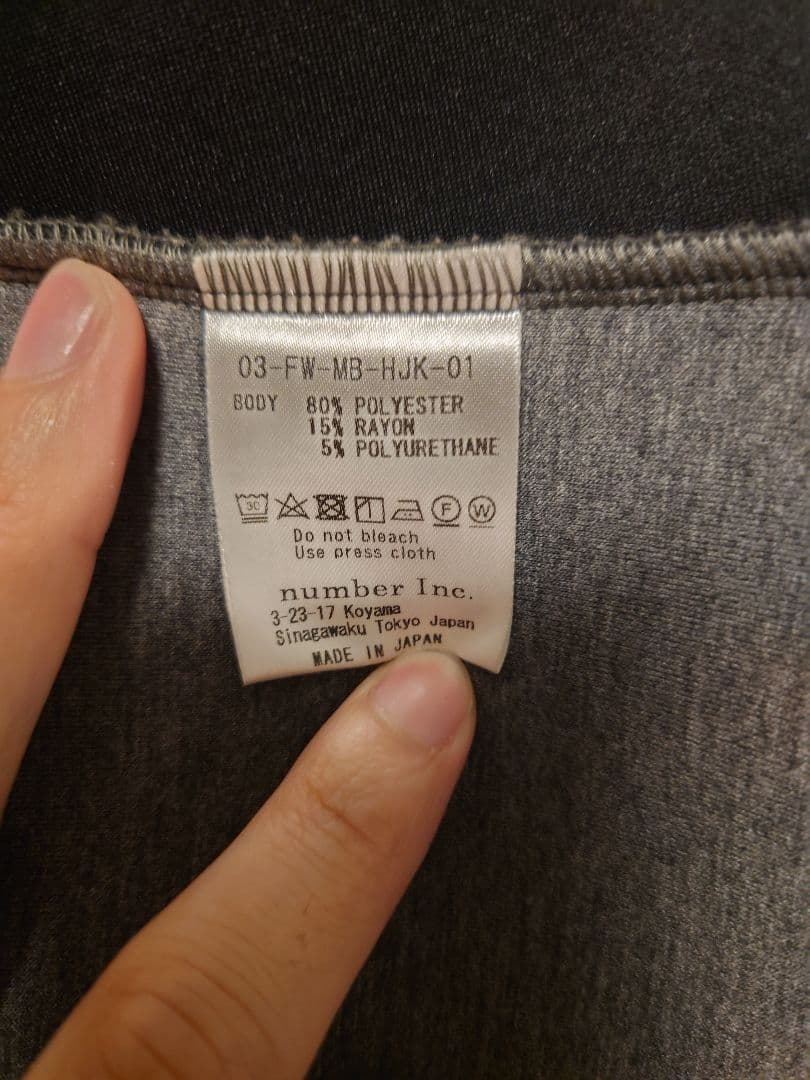 03-FW-MB-HJK-01
BODY 80% POLYESTER
15% RAYON
5% POLYURETHANE
30 F W
Do not bleach
Use press cloth
number Inc.
3-23-17 Koyama
Sinagawaku Tokyo Japan
MADE IN JAPAN